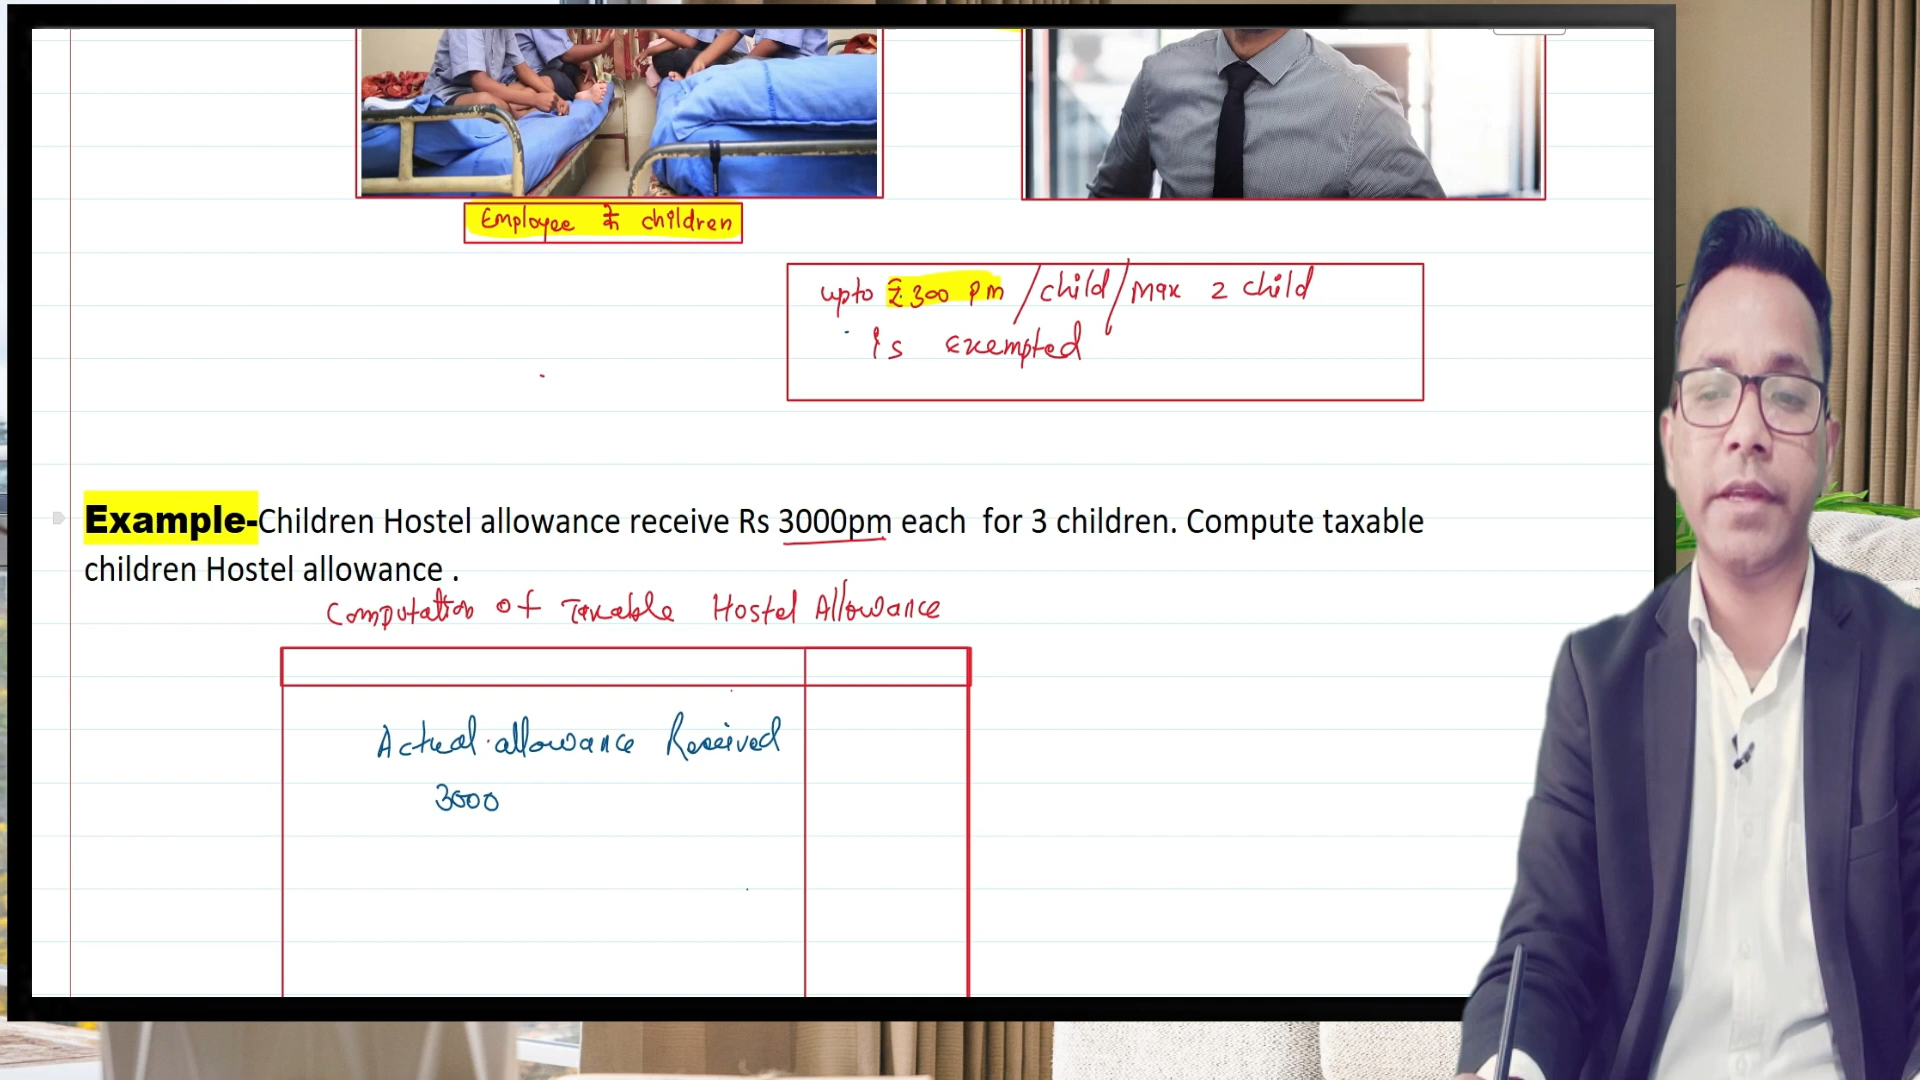 Employee के children
upto ₹300 pm / child / max 2 child
is exempted
Example-Children Hostel allowance receive Rs 3000pm each for 3 children. Compute taxable
children Hostel allowance .
Computation of Taxable Hostel Allowance
Actual allowance Received
3000